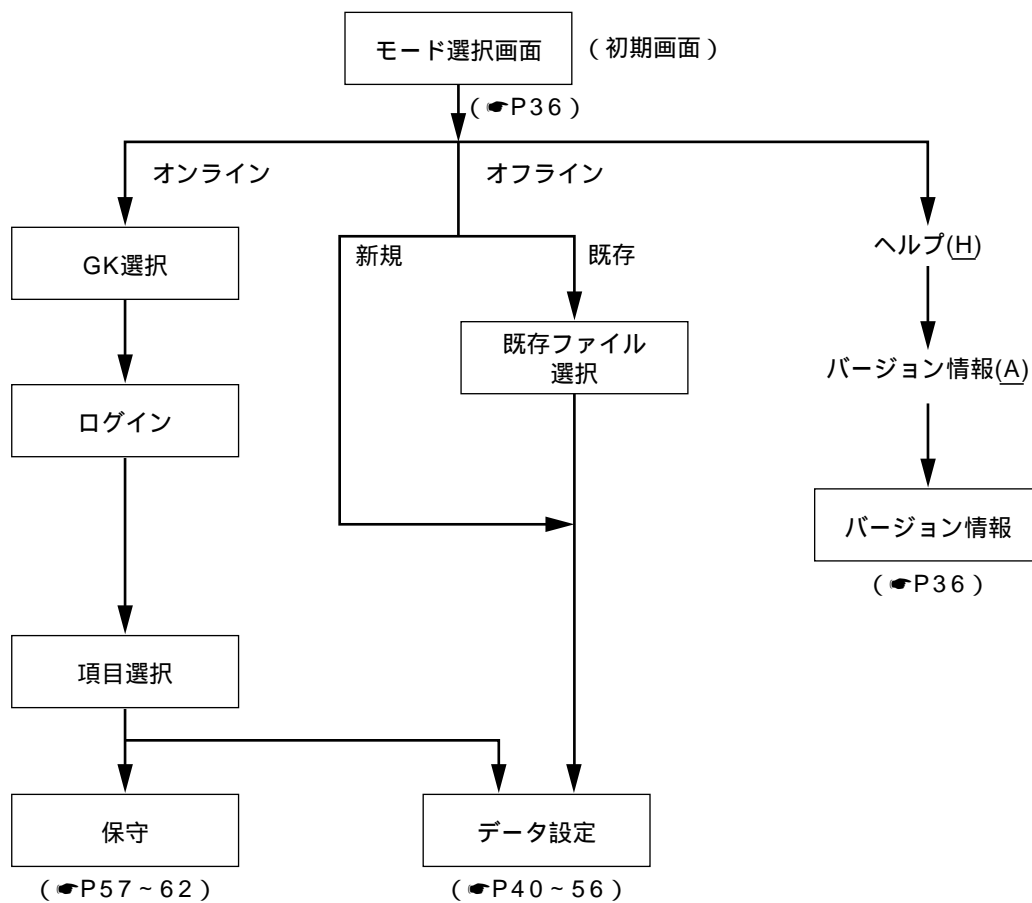 モード選択画面
（初期画面）
（☛P36）
オンライン
オフライン
GK選択
新規
既存
ヘルプ(H)
既存ファイル
選択
バージョン情報(A)
ログイン
バージョン情報
（☛P36）
項目選択
保守
データ設定
（☛P57~62）
（☛P40~56）